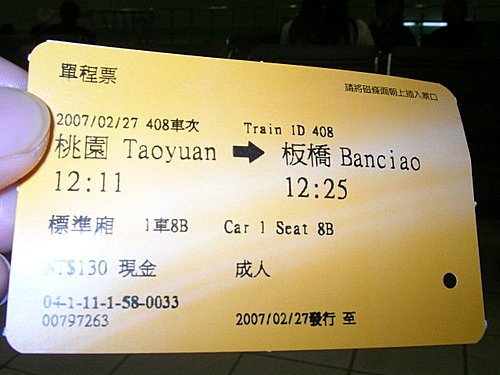 單程票
請將磁條面朝上插入票口
2007/02/27 408車次 Train ID 408
桃園 Taoyuan → 板橋 Banciao
12:11 12:25
標準廂 1車8B Car 1 Seat 8B
NT$130 現金 成人
04-1-11-1-58-0033
00797263 2007/02/27發行 至